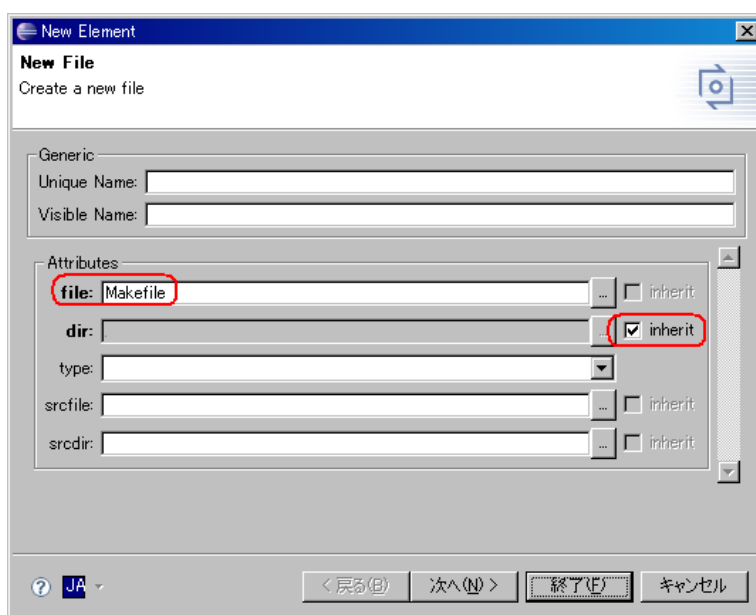 New Element
New File
Create a new file
Generic
Unique Name:
Visible Name:
Attributes
file: Makefile ... inherit
dir: . ... inherit
type:
srcfile: ... inherit
srcdir: ... inherit
? JA < 戻る(B) 次へ(N) > 終了(F) キャンセル